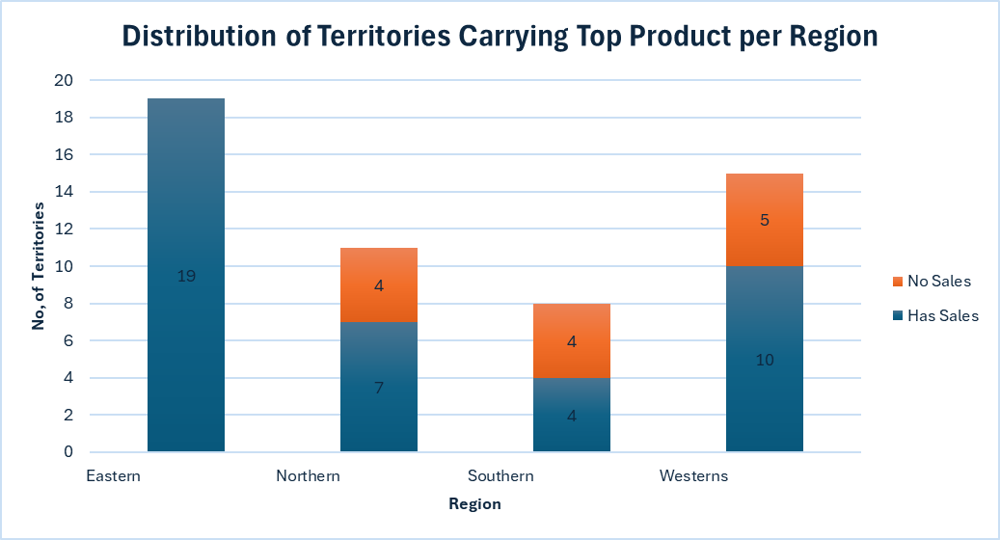 Distribution of Territories Carrying Top Product per Region
No, of Territories
20
18
16
14
12
10
8
6
4
2
0
19
4
7
4
4
5
10
Eastern
Northern
Southern
Westerns
Region
No Sales
Has Sales